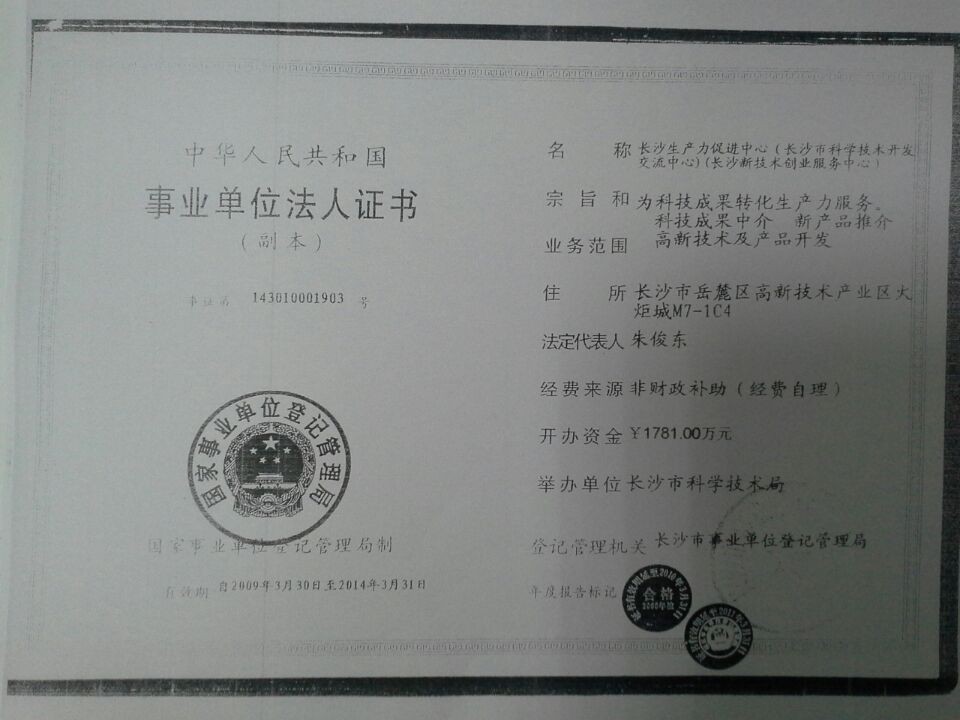 中华人民共和国
事业单位法人证书
（副本）
事证第 143010001903 号
国家事业单位登记管理局
国家事业单位登记管理局制
有效期 自2009年3月30日至2014年3月31日
名称 长沙生产力促进中心（长沙市科学技术开发
交流中心)(长沙新技术创业服务中心）
宗旨和 为科技成果转化生产力服务。
科技成果中介 新产品推介
业务范围 高新技术及产品开发
住所 长沙市岳麓区高新技术产业区火
炬城M7-1C4
法定代表人 朱俊东
经费来源 非财政补助（经费自理）
开办资金 ￥1781.00万元
举办单位 长沙市科学技术局
登记管理机关 长沙市事业单位登记管理局
年度报告标记
合格